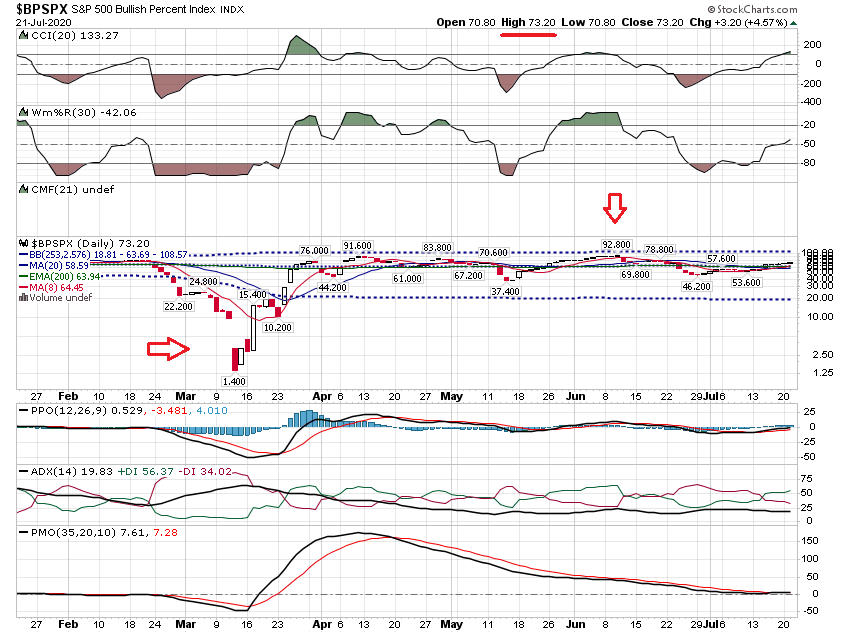 $BPSPX S&P 500 Bullish Percent Index INDX
© StockCharts.com
21-Jul-2020
Open 70.80 High 73.20 Low 70.80 Close 73.20 Chg +3.20 (+4.57%)
CCI(20) 133.27
200
0
-200
-400
Wm%R(30) -42.06
-20
-50
-80
CMF(21) undef
$BPSPX (Daily) 73.20
BB(253,2.576) 18.81 - 63.69 - 108.57
MA(20) 58.59
EMA(200) 63.94
MA(8) 64.45
Volume undef
22.200
24.800
1.400
15.400
10.200
76.000
44.200
91.600
61.000
83.800
67.200
70.600
37.400
92.800
69.800
78.800
46.200
57.600
53.600
100.00
40.00
30.00
20.00
10.00
2.50
1.25
27 Feb 10 18 24 Mar 9 16 23 Apr 6 13 20 27 May 11 18 26 Jun 8 15 22 29 Jul 6 13 20
PPO(12,26,9) 0.529, -3.481, 4.010
25
0
-25
-50
ADX(14) 19.83 +DI 56.37 -DI 34.02
75
50
25
0
PMO(35,20,10) 7.61, 7.28
150
100
50
0
-50
27 Feb 10 18 24 Mar 9 16 23 Apr 6 13 20 27 May 11 18 26 Jun 8 15 22 29 Jul 6 13 20